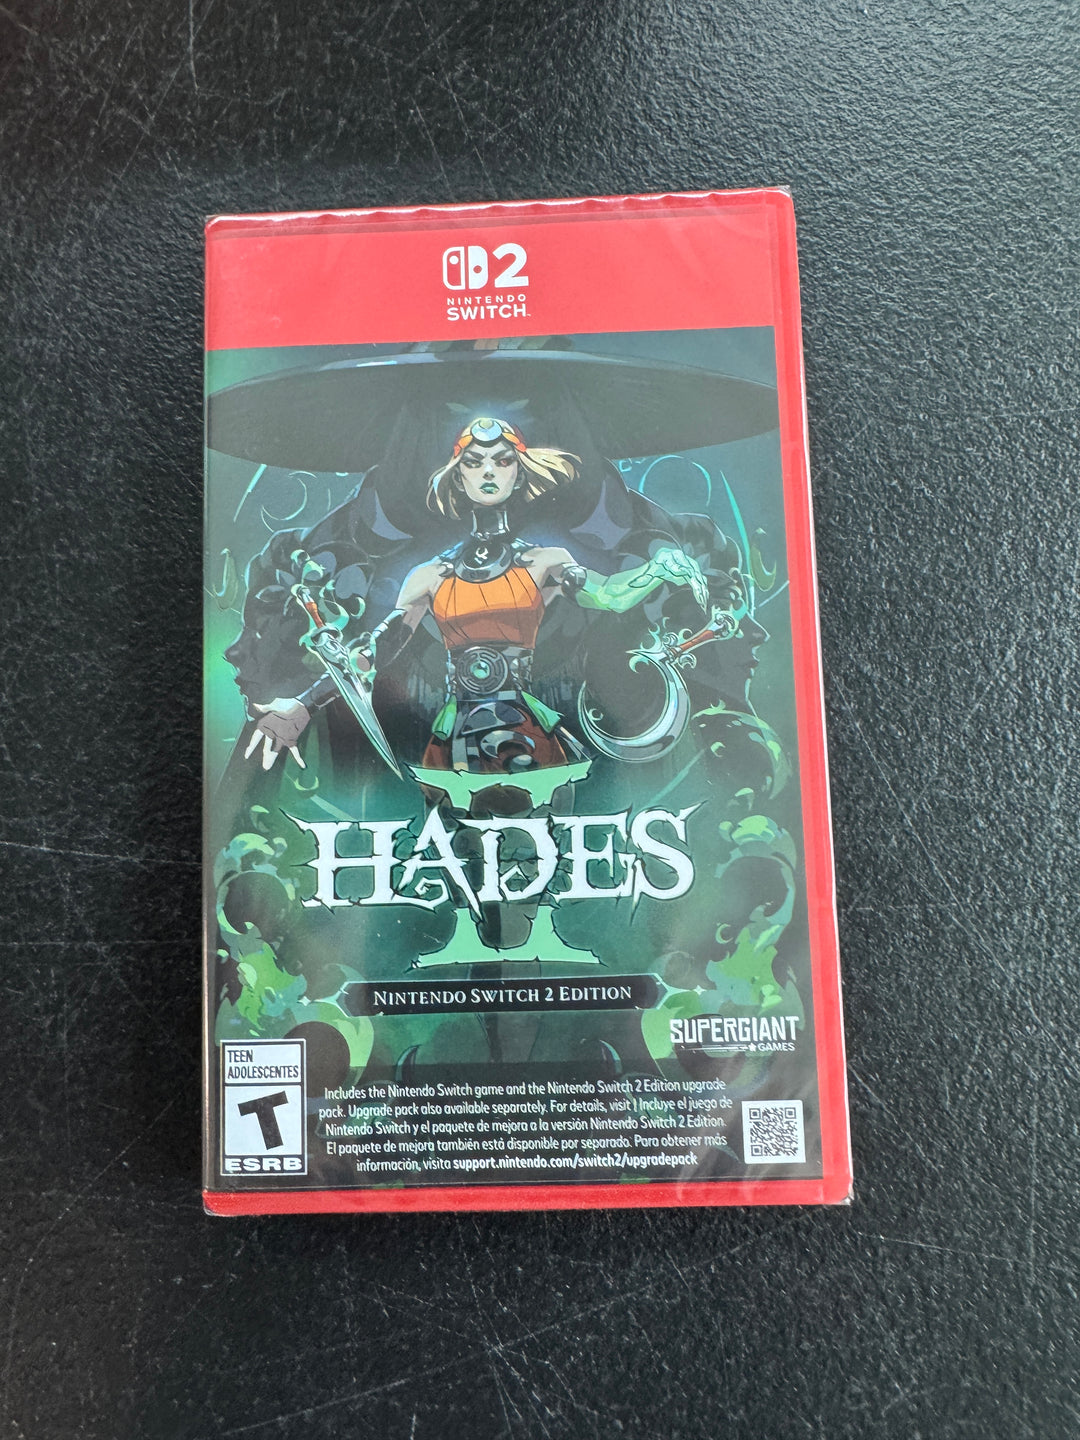 2
NINTENDO
SWITCH™
II
HADES
NINTENDO SWITCH 2 EDITION
SUPERGIANT
GAMES
TEEN
ADOLESCENTES
T
ESRB
Includes the Nintendo Switch game and the Nintendo Switch 2 Edition upgrade
pack. Upgrade pack also available separately. For details, visit | Incluye el juego de
Nintendo Switch y el paquete de mejora a la versión Nintendo Switch 2 Edition.
El paquete de mejora también está disponible por separado. Para obtener más
información, visita support.nintendo.com/switch2/upgradepack